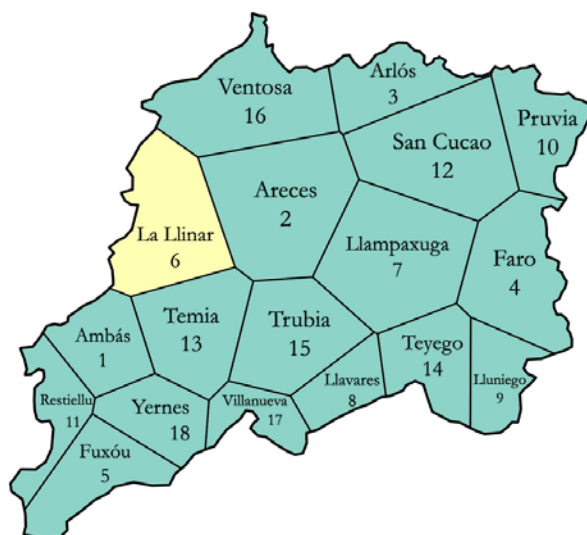 Arlós
3
Ventosa
16
Pruvia
10
San Cucao
12
Areces
2
La Llinar
6
Llampaxuga
7
Faro
4
Temia
13
Trubia
15
Ambás
1
Teyego
14
Llavares
8
Lluniego
9
Restiellu
11
Yernes
18
Villanueva
17
Fuxóu
5